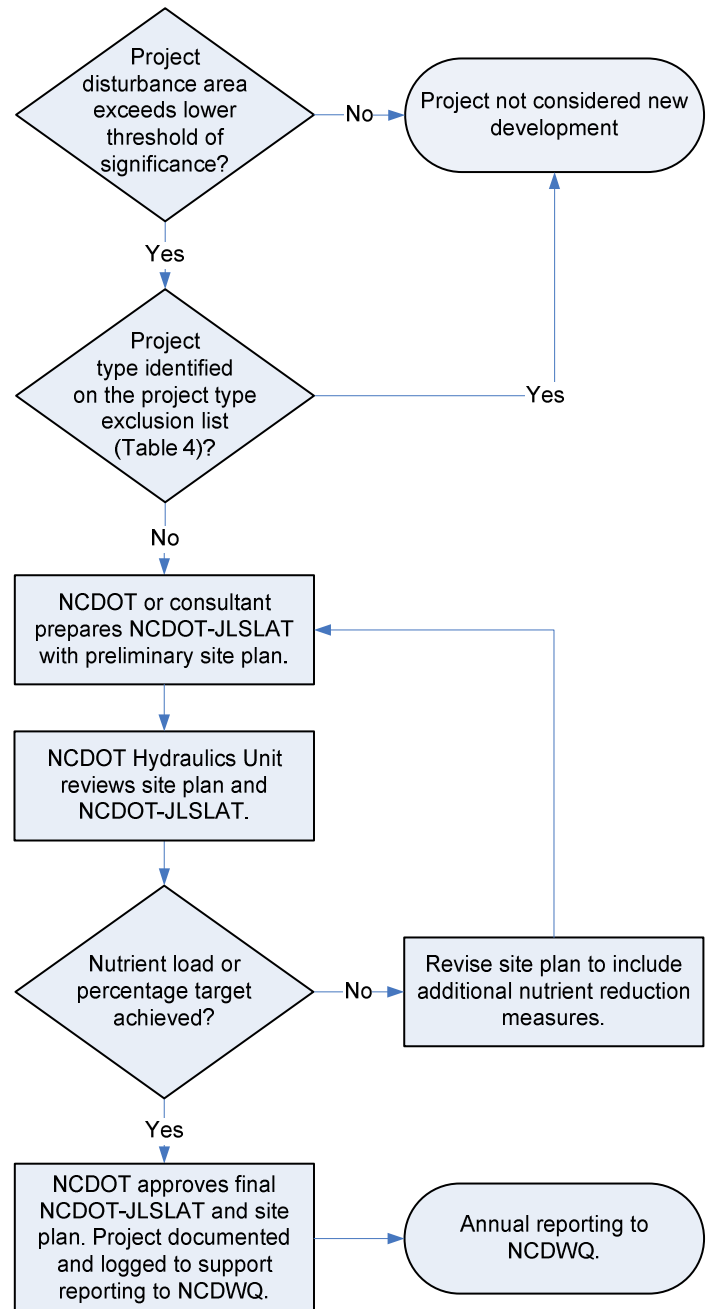 Project
disturbance area
exceeds lower
threshold of
significance?
No
Project not considered new
development
Yes
Project
type identified
on the project type
exclusion list
(Table 4)?
Yes
No
NCDOT or consultant
prepares NCDOT-JLSLAT
with preliminary site plan.
NCDOT Hydraulics Unit
reviews site plan and
NCDOT-JLSLAT.
Nutrient load or
percentage target
achieved?
No
Revise site plan to include
additional nutrient reduction
measures.
Yes
NCDOT approves final
NCDOT-JLSLAT and site
plan. Project documented
and logged to support
reporting to NCDWQ.
Annual reporting to
NCDWQ.